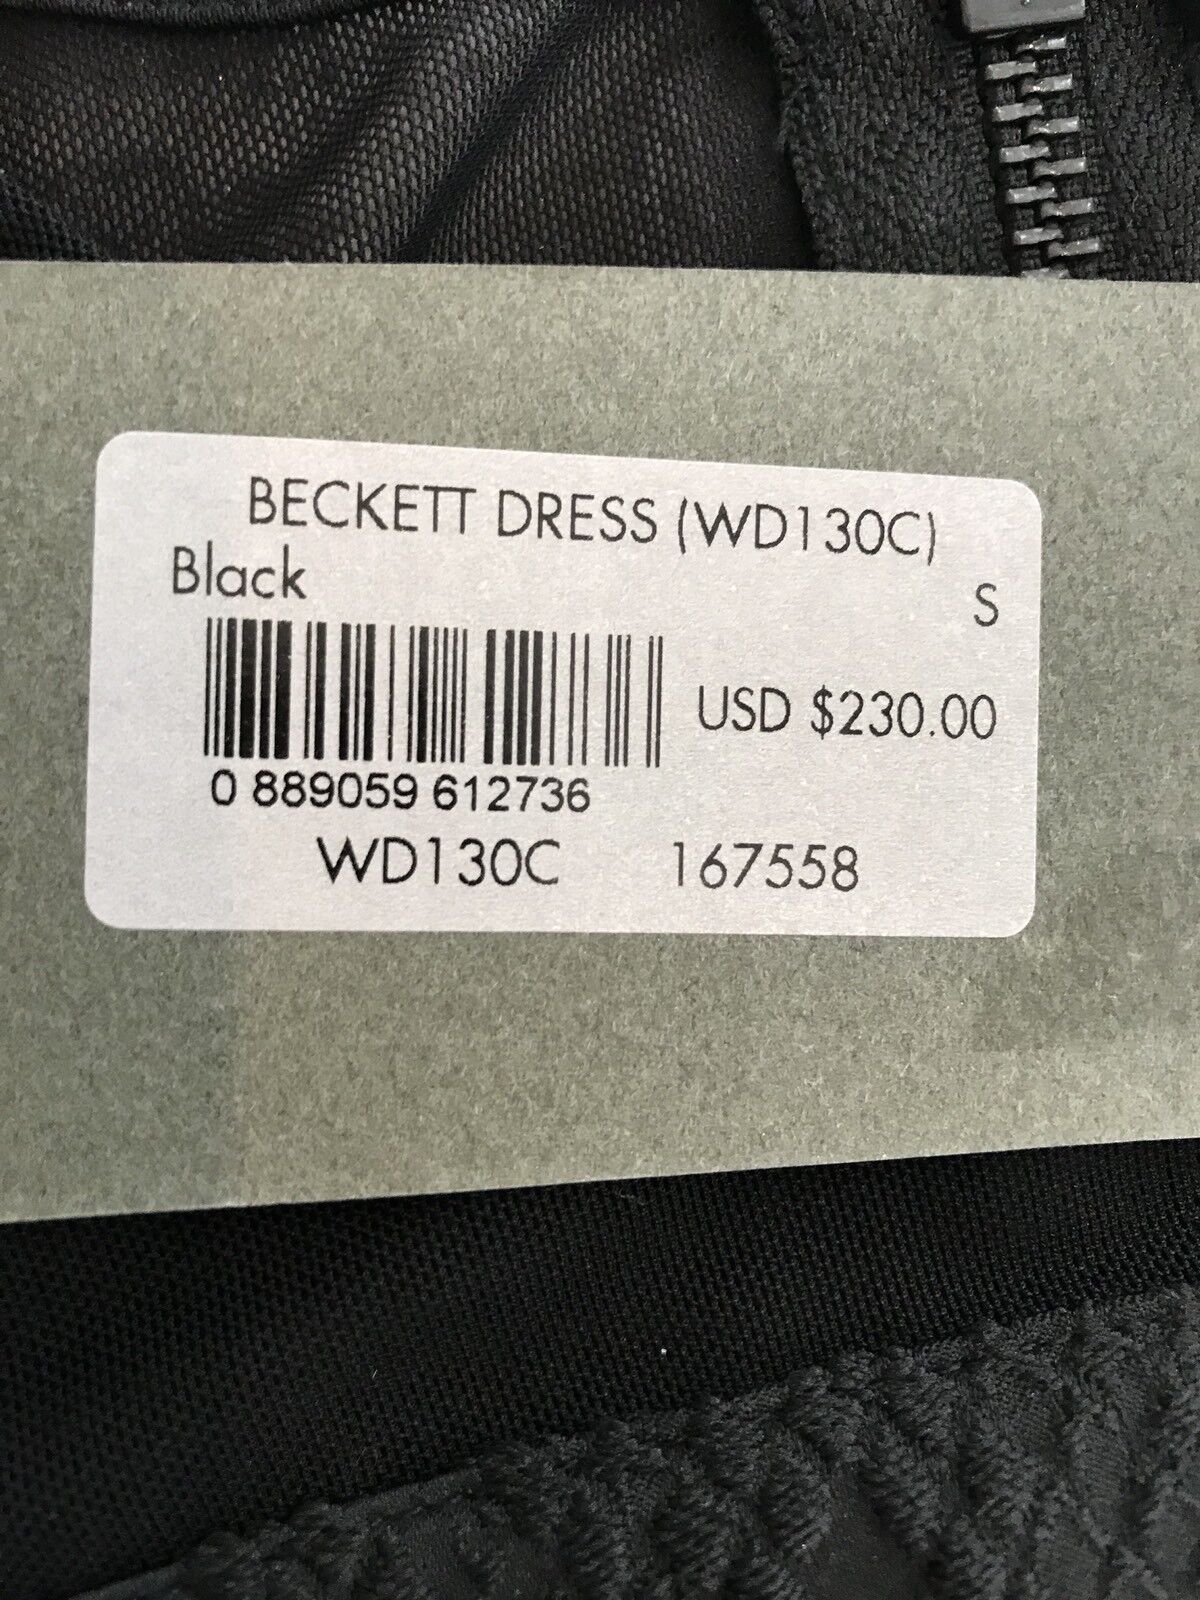 BECKETT DRESS (WD130C)
Black
S
USD $230.00
0 889059 612736
WD130C 167558